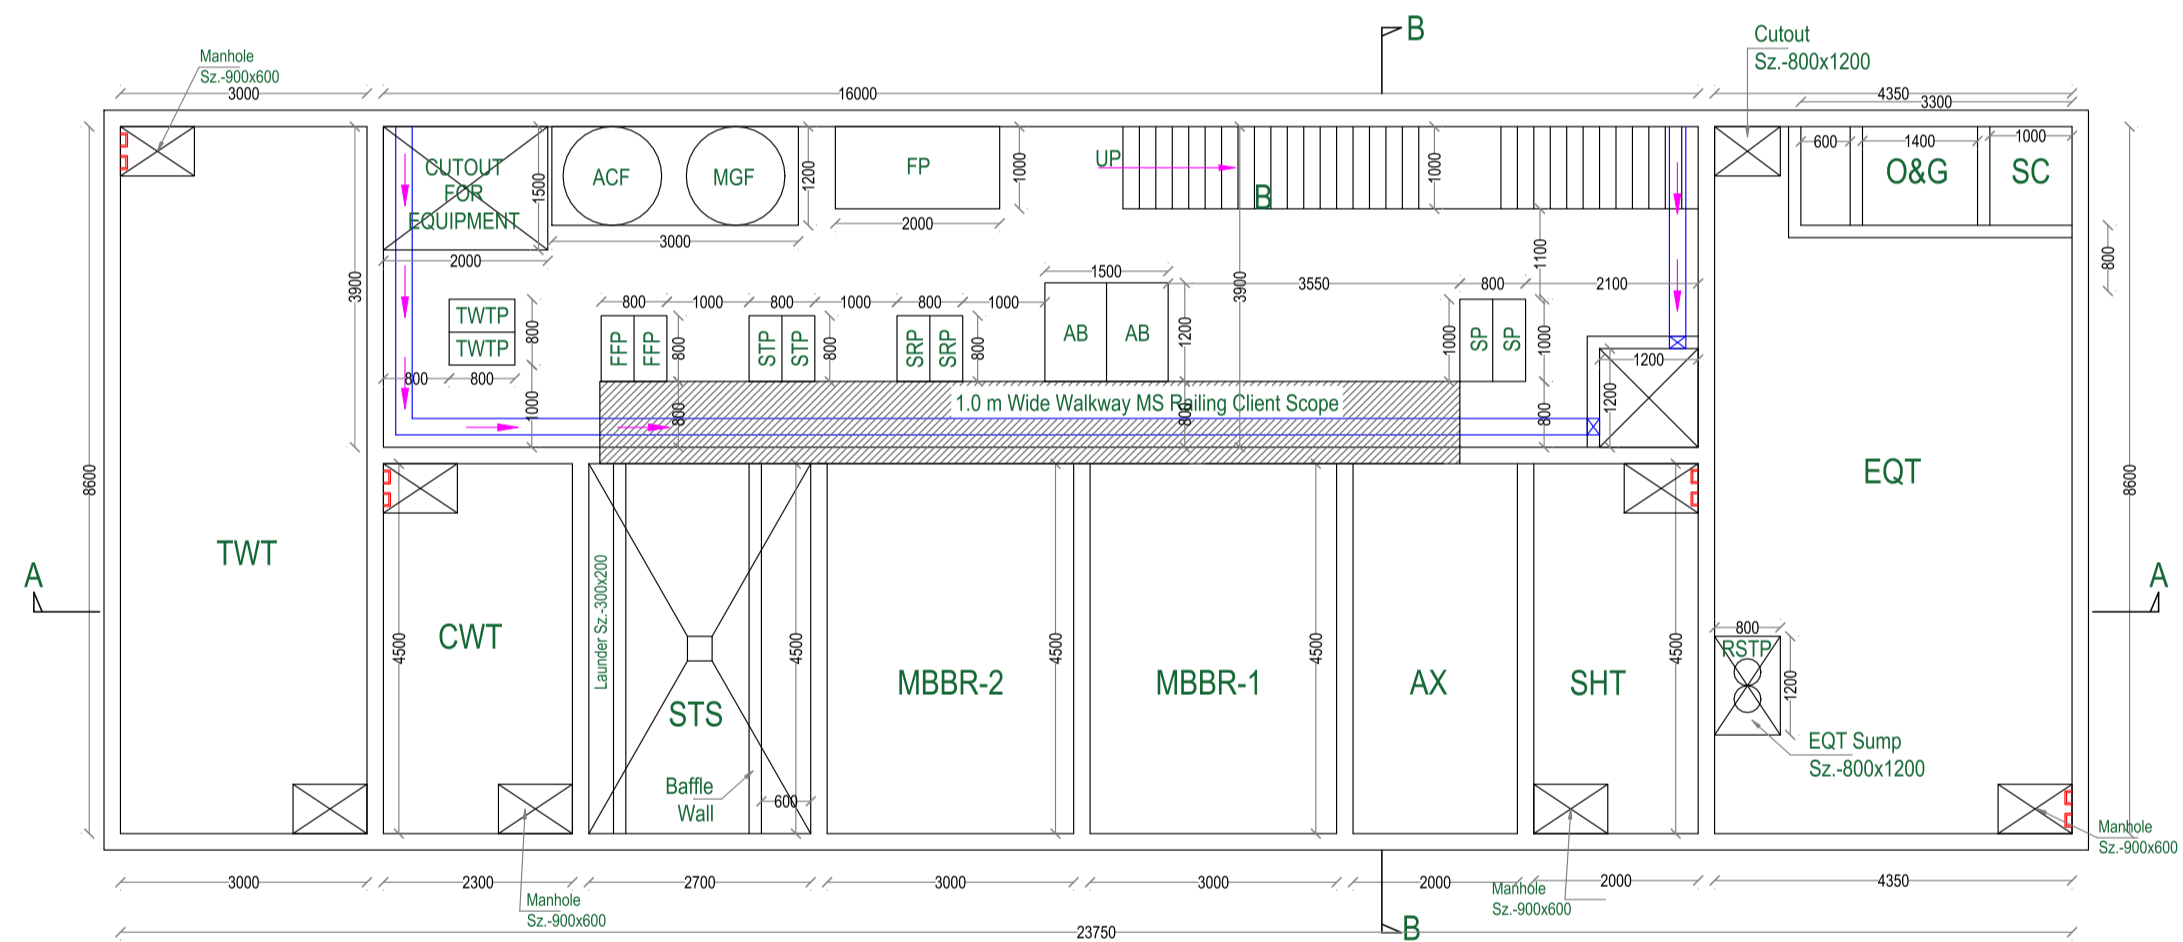 B
Cutout
Sz.-800x1200
Manhole
Sz.-900x600
3000
16000
4350
3300
CUTOUT
FOR
EQUIPMENT
1500
ACF
MGF
1200
FP
1000
UP
B
1000
600
1400
1000
O&G
SC
3000
2000
2000
3900
3900
1100
800
1500
3550
800
2100
800
1000
800
1000
800
1000
TWTP
TWTP
800
FFP
FFP
800
STP
STP
800
SRP
SRP
800
AB
AB
1200
1000
SP
SP
1000
1200
1200
800
800
1000
1.0 m Wide Walkway MS Railing Client Scope
800
800
800
8600
8600
TWT
EQT
A
A
Launder Sz.-300x200
4500
CWT
4500
4500
4500
4500
STS
MBBR-2
MBBR-1
AX
SHT
800
RSTP
1200
EQT Sump
Sz.-800x1200
Baffle
Wall
600
Manhole
Sz.-900x600
3000
2300
2700
3000
3000
2000
2000
4350
Manhole
Sz.-900x600
Manhole
Sz.-900x600
23750
B